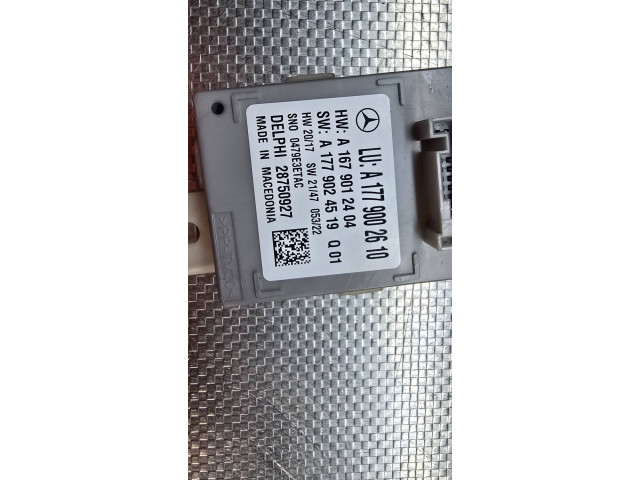 LU: A 177 900 26 10
HW: A 167 901 24 04
SW: A 177 902 45 19 Q 01
HW 20/17 SW 21/47 053/22
SNO 0479E3ETAC
DELPHI 28750927
MADE IN MACEDONIA